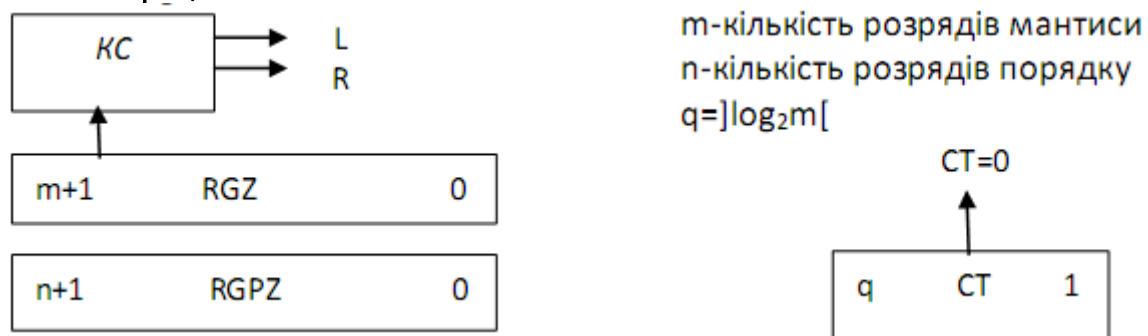 КС
L
R
m-кількість розрядів мантиси
n-кількість розрядів порядку
q=]log₂m[
CT=0
m+1 RGZ 0
n+1 RGPZ 0
q CT 1